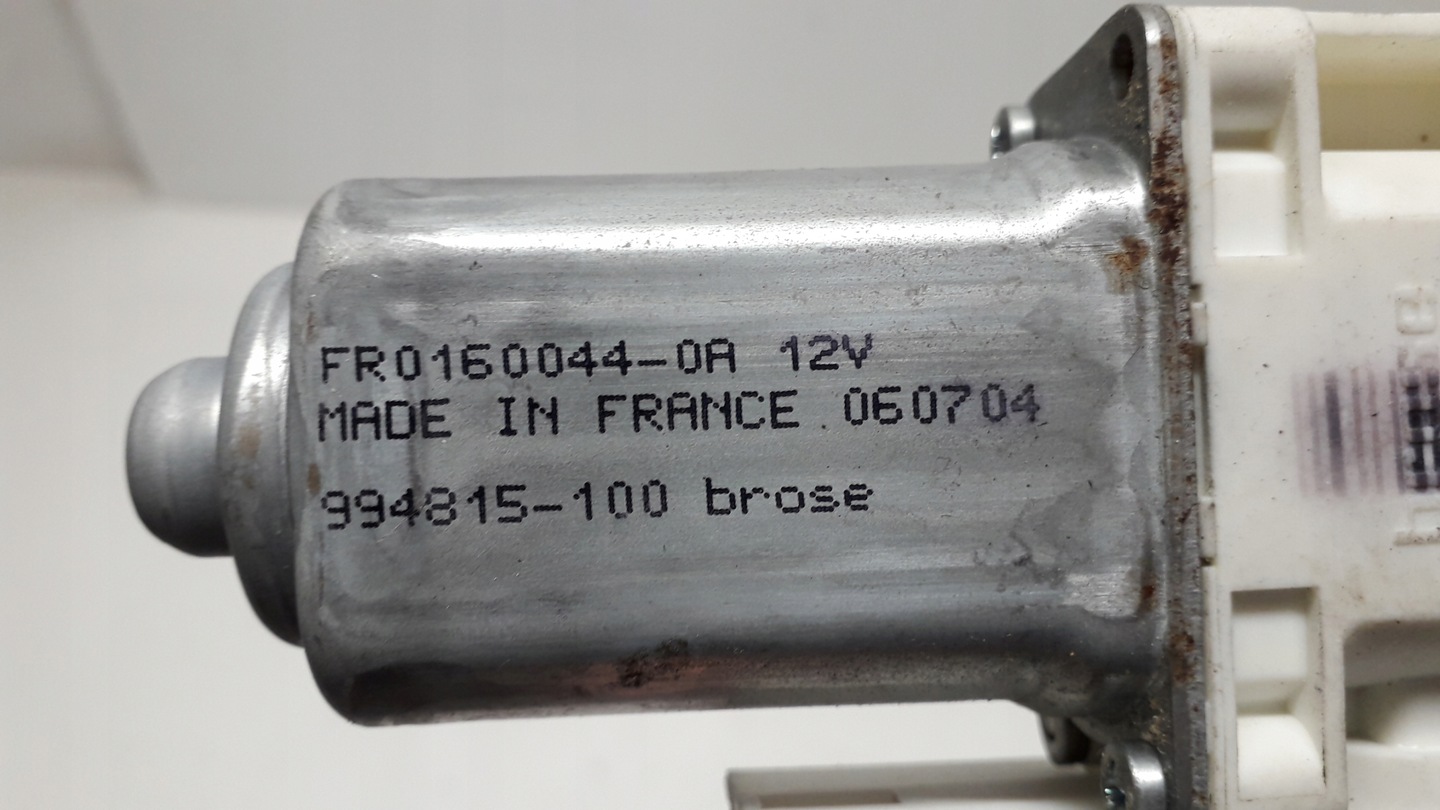 FR0160044-0A 12V
MADE IN FRANCE 060704
994815-100 brose